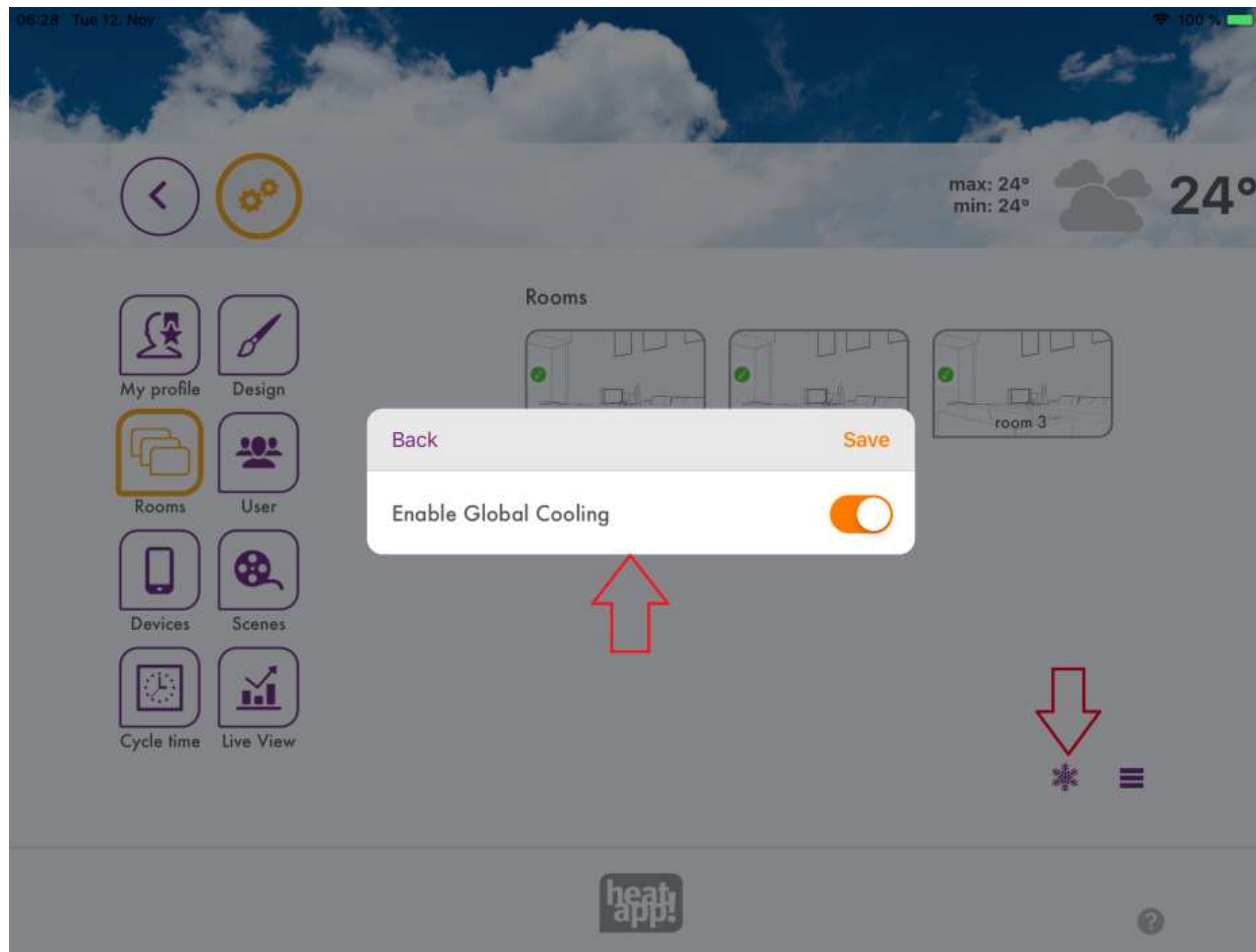 06:28 Tue 12. Nov
100 %
max: 24°
min: 24°
24°
Rooms
My profile
Design
room 3
Back
Save
Rooms
User
Enable Global Cooling
Devices
Scenes
Cycle time
Live View
heat
app!
?